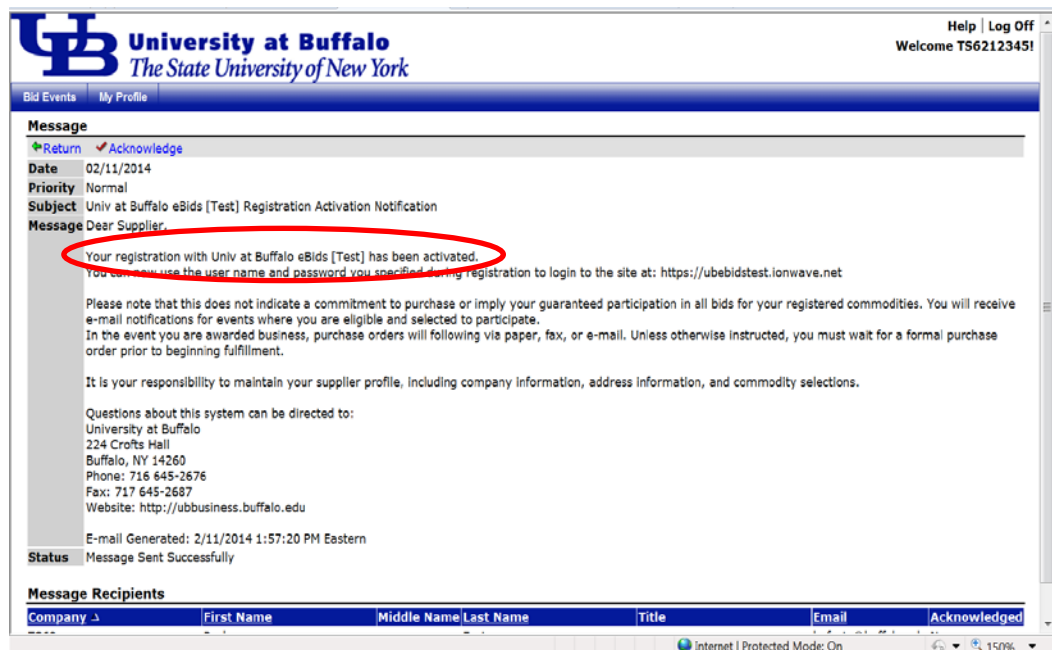 Help | Log Off
UB University at Buffalo
Welcome TS6212345!
The State University of New York
Bid Events My Profile
Message
Return Acknowledge
Date 02/11/2014
Priority Normal
Subject Univ at Buffalo eBids [Test] Registration Activation Notification
Message Dear Supplier,
Your registration with Univ at Buffalo eBids [Test] has been activated.
You can now use the user name and password you specified during registration to login to the site at: https://ubebidstest.ionwave.net
Please note that this does not indicate a commitment to purchase or imply your guaranteed participation in all bids for your registered commodities. You will receive
e-mail notifications for events where you are eligible and selected to participate.
In the event you are awarded business, purchase orders will following via paper, fax, or e-mail. Unless otherwise instructed, you must wait for a formal purchase
order prior to beginning fulfillment.
It is your responsibility to maintain your supplier profile, including company information, address information, and commodity selections.
Questions about this system can be directed to:
University at Buffalo
224 Crofts Hall
Buffalo, NY 14260
Phone: 716 645-2676
Fax: 717 645-2687
Website: http://ubbusiness.buffalo.edu
E-mail Generated: 2/11/2014 1:57:20 PM Eastern
Status Message Sent Successfully
Message Recipients
Company First Name Middle Name Last Name Title Email Acknowledged
Internet | Protected Mode: On 150%